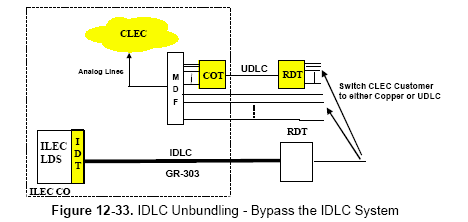 CLEC
Analog Lines
M
D
F
COT
UDLC
RDT
Switch CLEC Customer
to either Copper or UDLC
RDT
ILEC
LDS
I
D
T
IDLC
GR-303
ILEC CO
Figure 12-33. IDLC Unbundling - Bypass the IDLC System